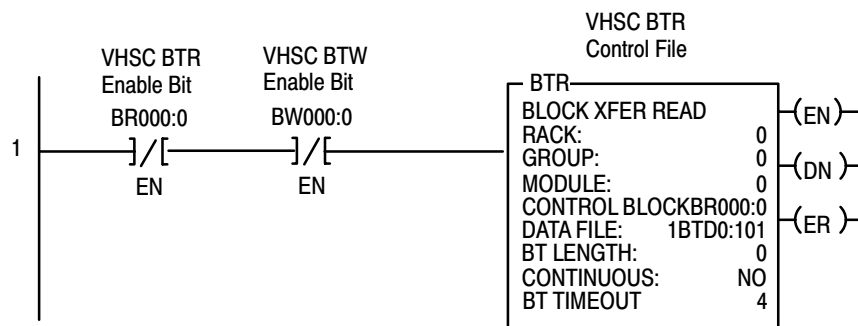 VHSC BTR
Control File
VHSC BTR
Enable Bit
VHSC BTW
Enable Bit
BR000:0
BW000:0
EN
EN
1
BTR
BLOCK XFER READ
RACK: 0
GROUP: 0
MODULE: 0
CONTROL BLOCKBR000:0
DATA FILE: 1BTD0:101
BT LENGTH: 0
CONTINUOUS: NO
BT TIMEOUT 4
EN
DN
ER